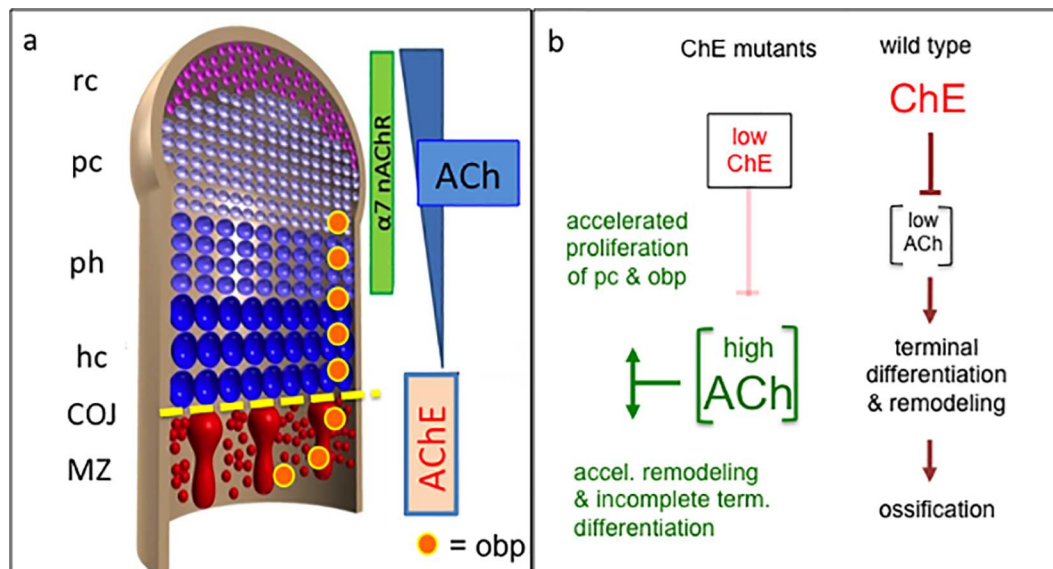 a
rc
pc
ph
hc
COJ
MZ
α7 nAChR
ACh
AChE
= obp
b
ChE mutants
wild type
low
ChE
ChE
accelerated
proliferation
of pc & obp
low
ACh
high
ACh
terminal
differentiation
& remodeling
accel. remodeling
& incomplete term.
differentiation
ossification